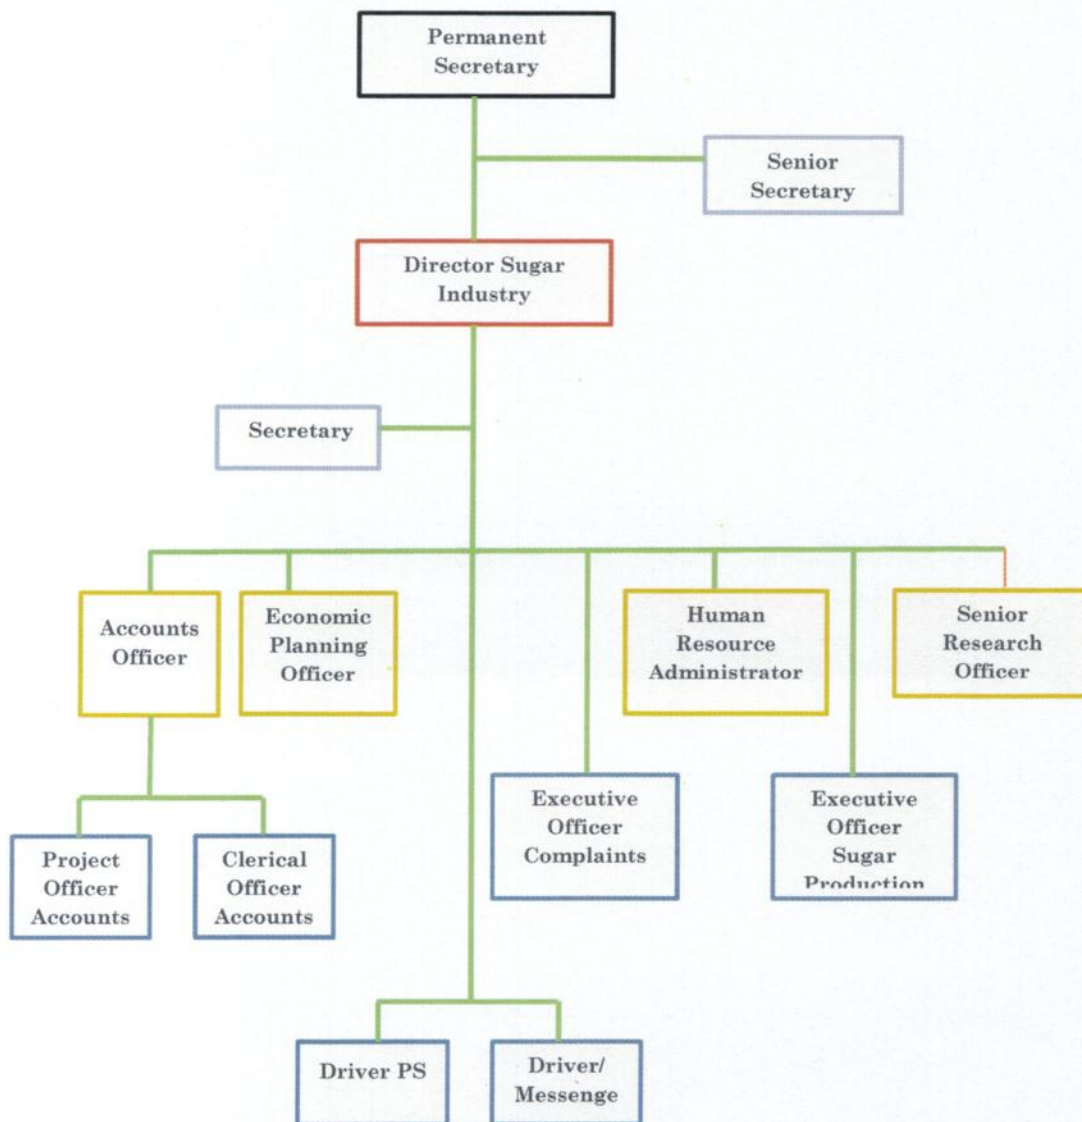 Permanent
Secretary
Senior
Secretary
Director Sugar
Industry
Secretary
Accounts
Officer
Economic
Planning
Officer
Human
Resource
Administrator
Senior
Research
Officer
Project
Officer
Accounts
Clerical
Officer
Accounts
Executive
Officer
Complaints
Executive
Officer
Sugar
Production
Driver PS
Driver/
Messenge